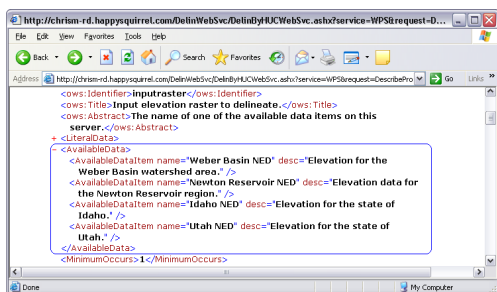 http://chrism-rd.happysquirrel.com/DelinWebSvc/DelinByHUCWebSvc.ashx?service=WPS&request=D...
File Edit View Favorites Tools Help
Back Search Favorites
Address http://chrism-rd.happysquirrel.com/DelinWebSvc/DelinByHUCWebSvc.ashx?service=WPS&request=DescribePro Go Links »
<ows:Identifier>inputraster</ows:Identifier>
<ows:Title>Input elevation raster to delineate.</ows:Title>
<ows:Abstract>The name of one of the available data items on this
server.</ows:Abstract>
+ <LiteralData>
- <AvailableData>
<AvailableDataItem name="Weber Basin NED" desc="Elevation for the
Weber Basin watershed area." />
<AvailableDataItem name="Newton Reservoir NED" desc="Elevation data for
the Newton Reservoir region." />
<AvailableDataItem name="Idaho NED" desc="Elevation for the state of
Idaho." />
<AvailableDataItem name="Utah NED" desc="Elevation for the state of
Utah." />
</AvailableData>
<MinimumOccurs>1</MinimumOccurs>
Done My Computer